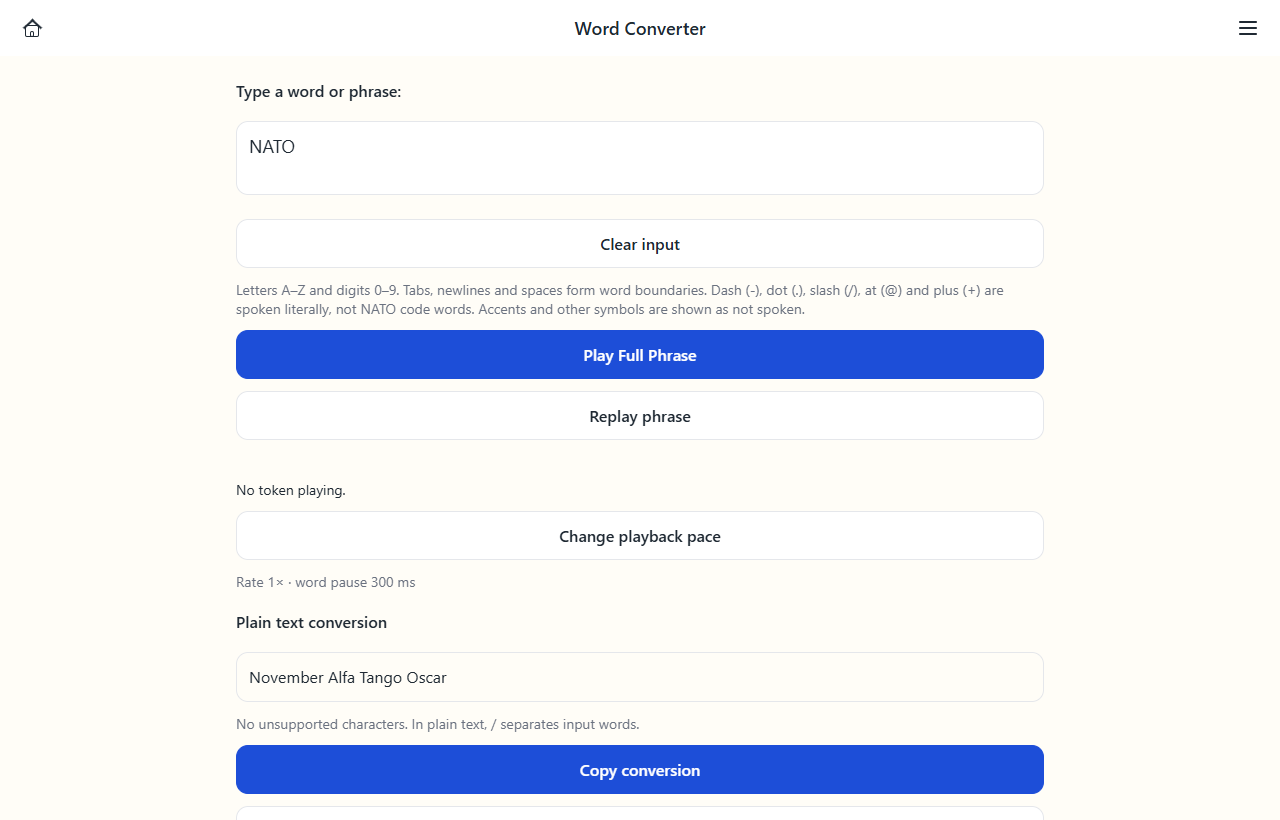 Word Converter
Type a word or phrase:
NATO
Clear input
Letters A–Z and digits 0–9. Tabs, newlines and spaces form word boundaries. Dash (-), dot (.), slash (/), at (@) and plus (+) are
spoken literally, not NATO code words. Accents and other symbols are shown as not spoken.
Play Full Phrase
Replay phrase
No token playing.
Change playback pace
Rate 1× · word pause 300 ms
Plain text conversion
November Alfa Tango Oscar
No unsupported characters. In plain text, / separates input words.
Copy conversion